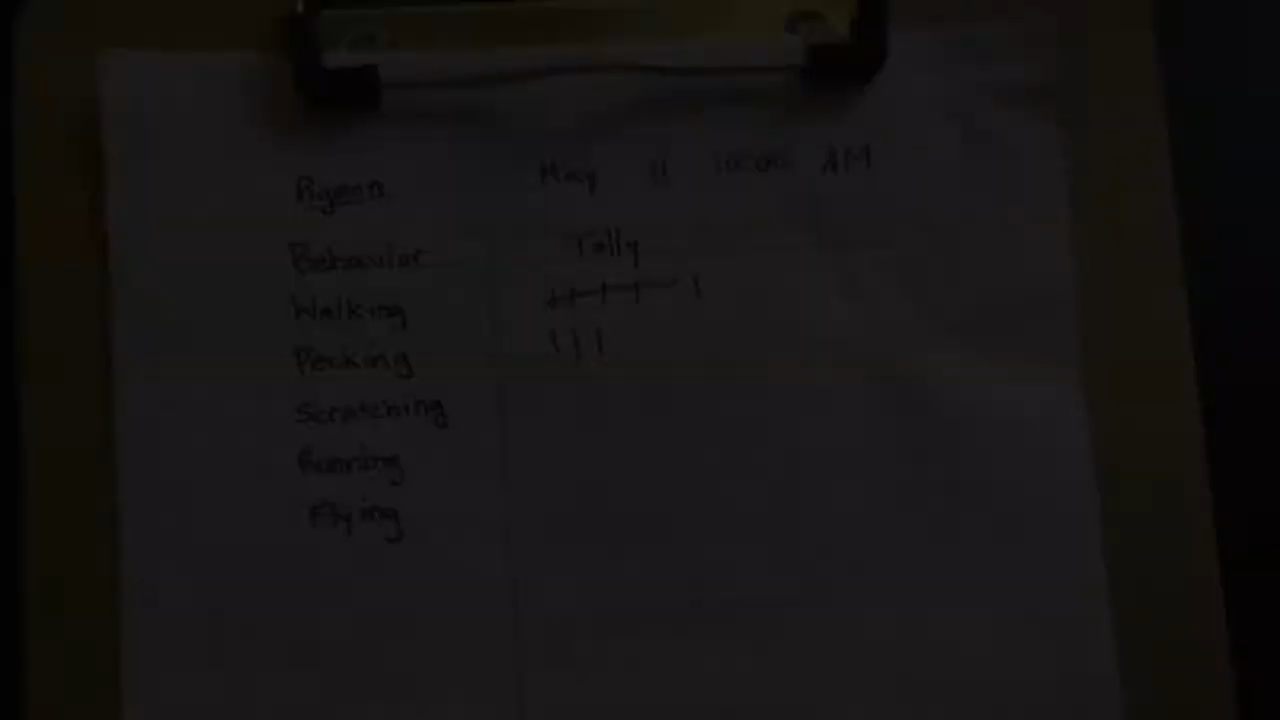 Pigeon May 11 10:00 AM
Behavior Tally
Walking
Pecking
Scratching
Running
Flying